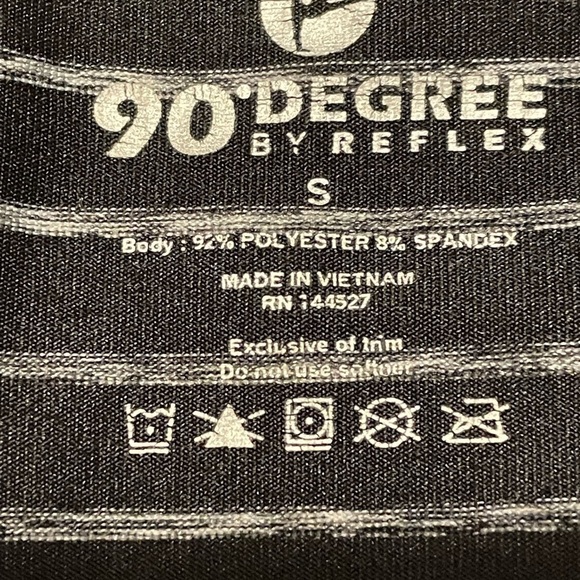 90° DEGREE
BY REFLEX
S
Body : 92% POLYESTER 8% SPANDEX
MADE IN VIETNAM
RN : 144527
Exclusive of trim
Do not use softner